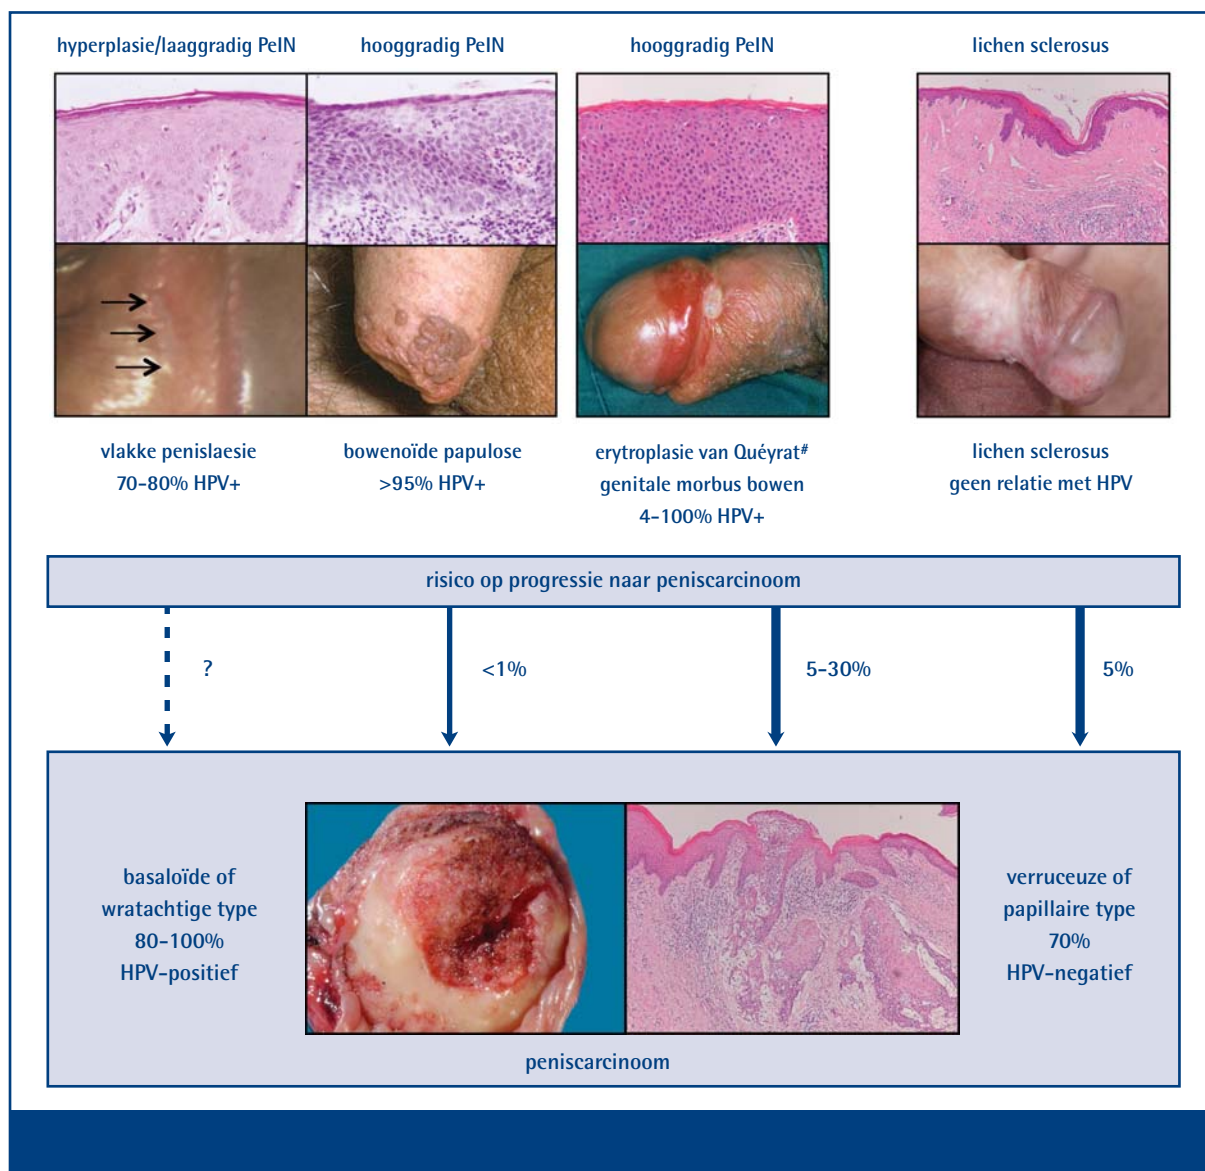 hyperplasie/laaggradig PeIN
hooggradig PeIN
hooggradig PeIN
lichen sclerosus
vlakke penislaesie
70-80% HPV+
bowenoïde papulose
>95% HPV+
erytroplasie van Quéyrat#
genitale morbus bowen
4-100% HPV+
lichen sclerosus
geen relatie met HPV
risico op progressie naar peniscarcinoom
?
<1%
5-30%
5%
basaloïde of
wratachtige type
80-100%
HPV-positief
verruceuze of
papillaire type
70%
HPV-negatief
peniscarcinoom